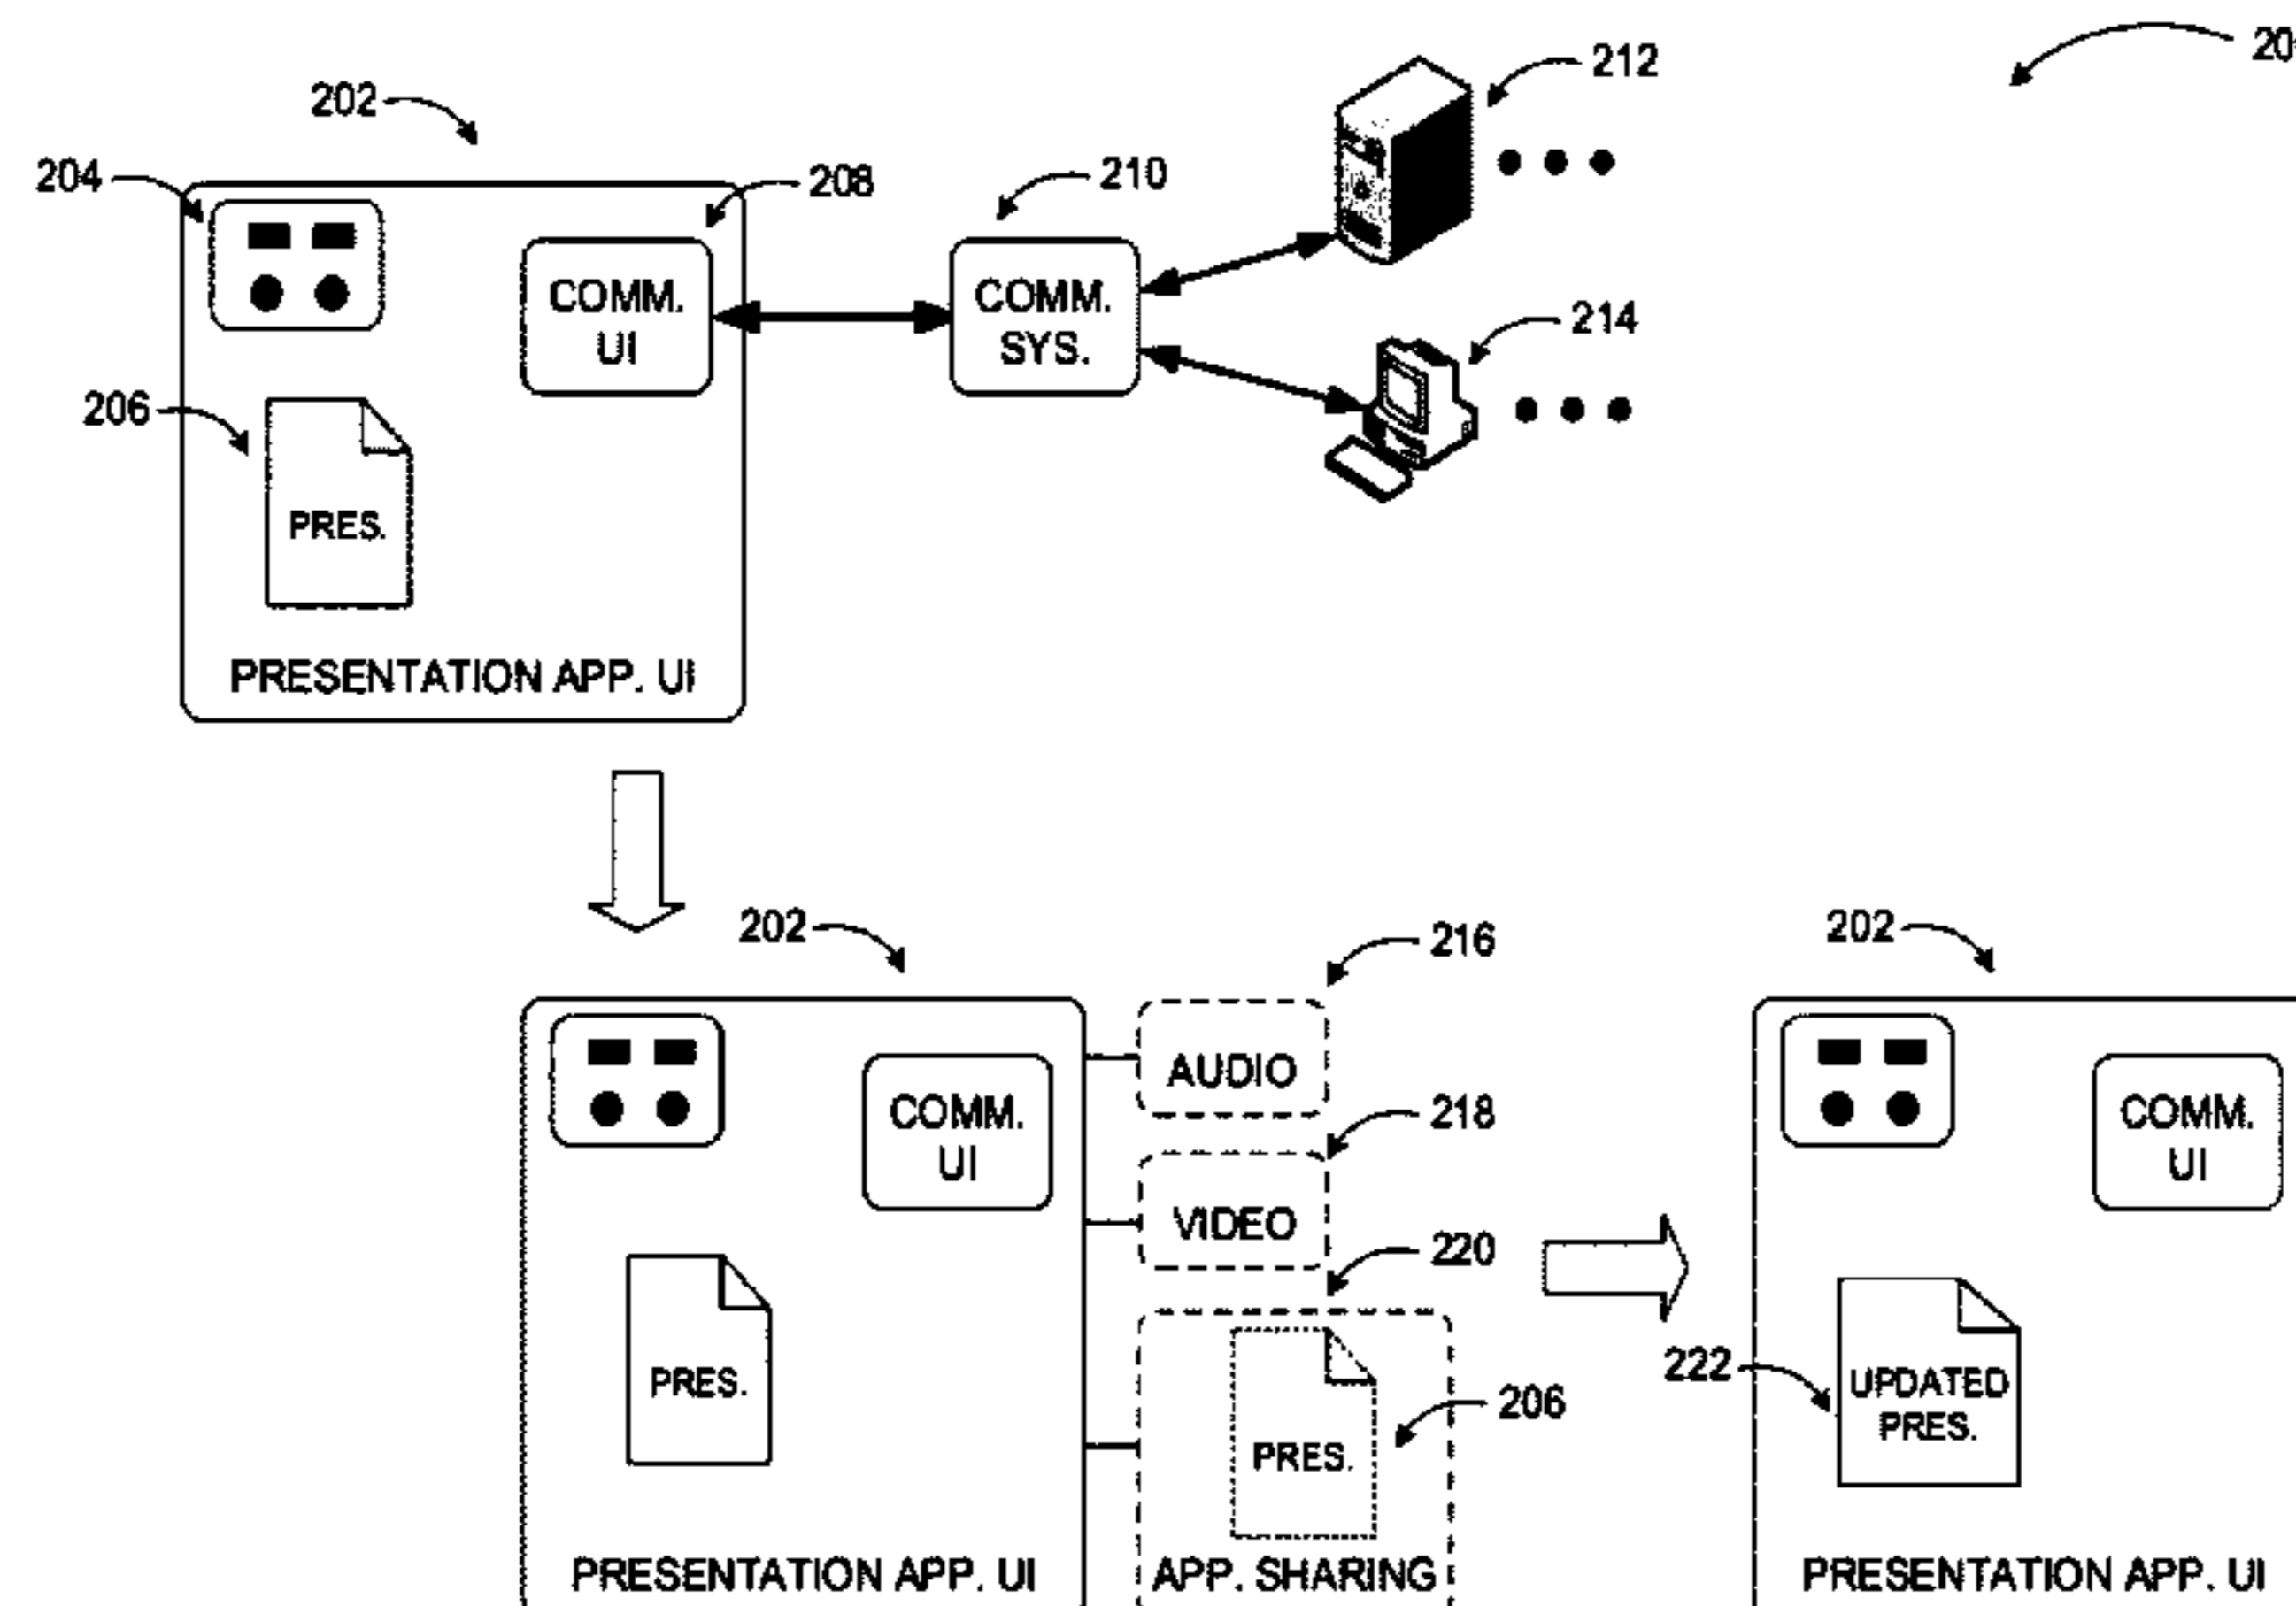 202
212
20
204
208
210
COMM.
UI
COMM.
SYS.
214
206
PRES.
PRESENTATION APP. UI
202
216
202
AUDIO
COMM.
UI
218
COMM.
UI
VIDEO
220
PRES.
222
UPDATED
PRES.
206
PRES.
PRESENTATION APP. UI
APP. SHARING
PRESENTATION APP. UI